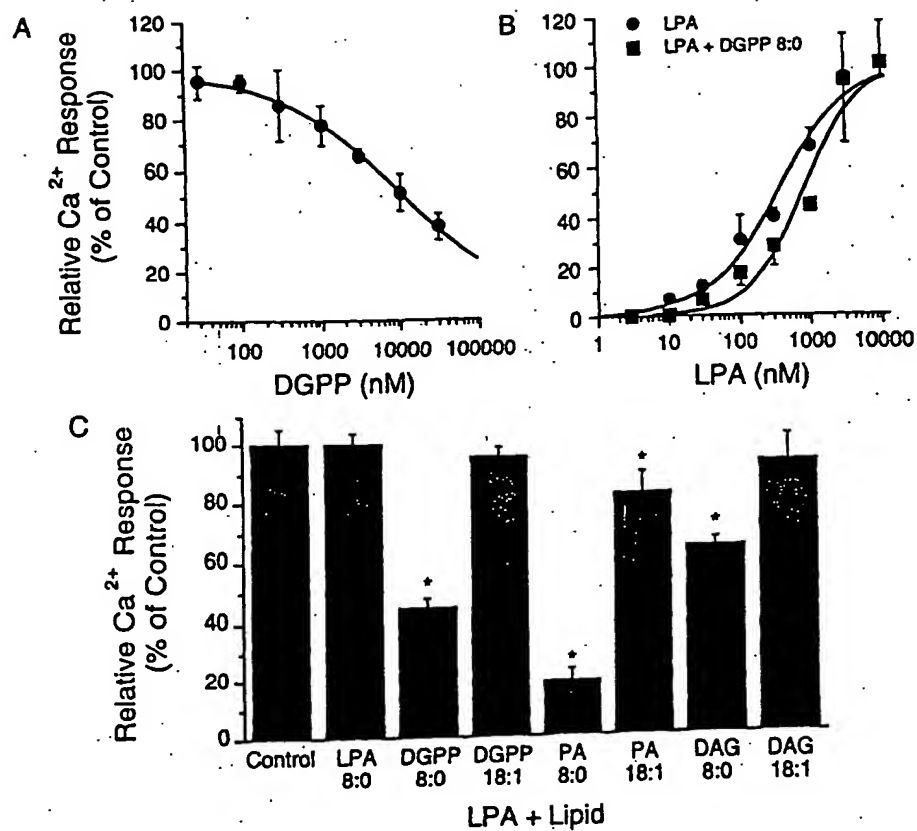 A
Relative Ca2+ Response
(% of Control)
120
100
80
60
40
20
0
100 1000 10000 100000
DGPP (nM)
B
LPA
LPA + DGPP 8:0
120
100
80
60
40
20
0
1 10 100 1000 10000
LPA (nM)
C
Relative Ca2+ Response
(% of Control)
100
80
60
40
20
0
* * * *
Control LPA DGPP DGPP PA PA DAG DAG
8:0 8:0 18:1 8:0 18:1 8:0 18:1
LPA + Lipid